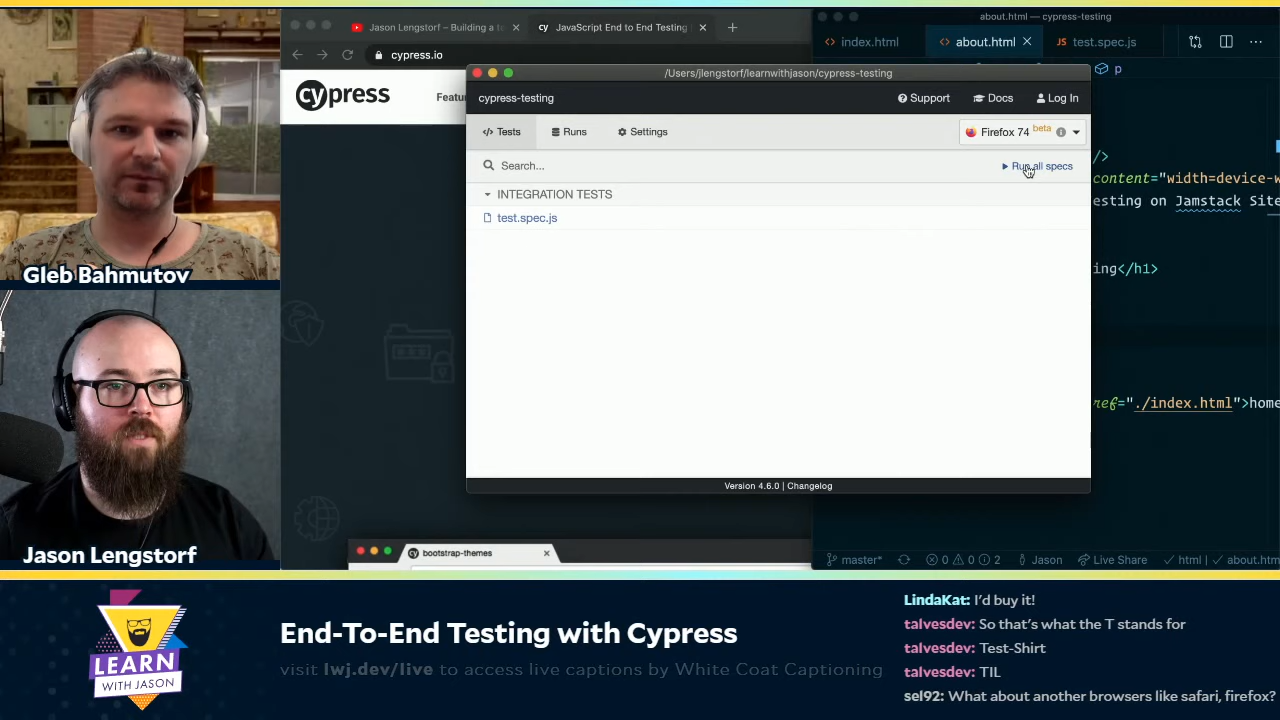 Gleb Bahmutov
Jason Lengstorf
Jason Lengstorf – Building a t
JavaScript End to End Testing
cypress.io
cypress
Featu
/Users/jlengstorf/learnwithjason/cypress-testing
cypress-testing
Support
Docs
Log In
Tests
Runs
Settings
Firefox 74 beta
Search...
Run all specs
INTEGRATION TESTS
test.spec.js
Version 4.6.0 | Changelog
bootstrap-themes
about.html — cypress-testing
index.html
about.html
test.spec.js
p
/>
content="width=device-w
esting on Jamstack Site
ing</h1>
ref="./index.html">home
master*
0 0 2
Jason
Live Share
html
about.htm
LEARN
WITH JASON
End-To-End Testing with Cypress
visit lwj.dev/live to access live captions by White Coat Captioning
LindaKat: I'd buy it!
talvesdev: So that's what the T stands for
talvesdev: Test-Shirt
talvesdev: TIL
sel92: What about another browsers like safari, firefox?